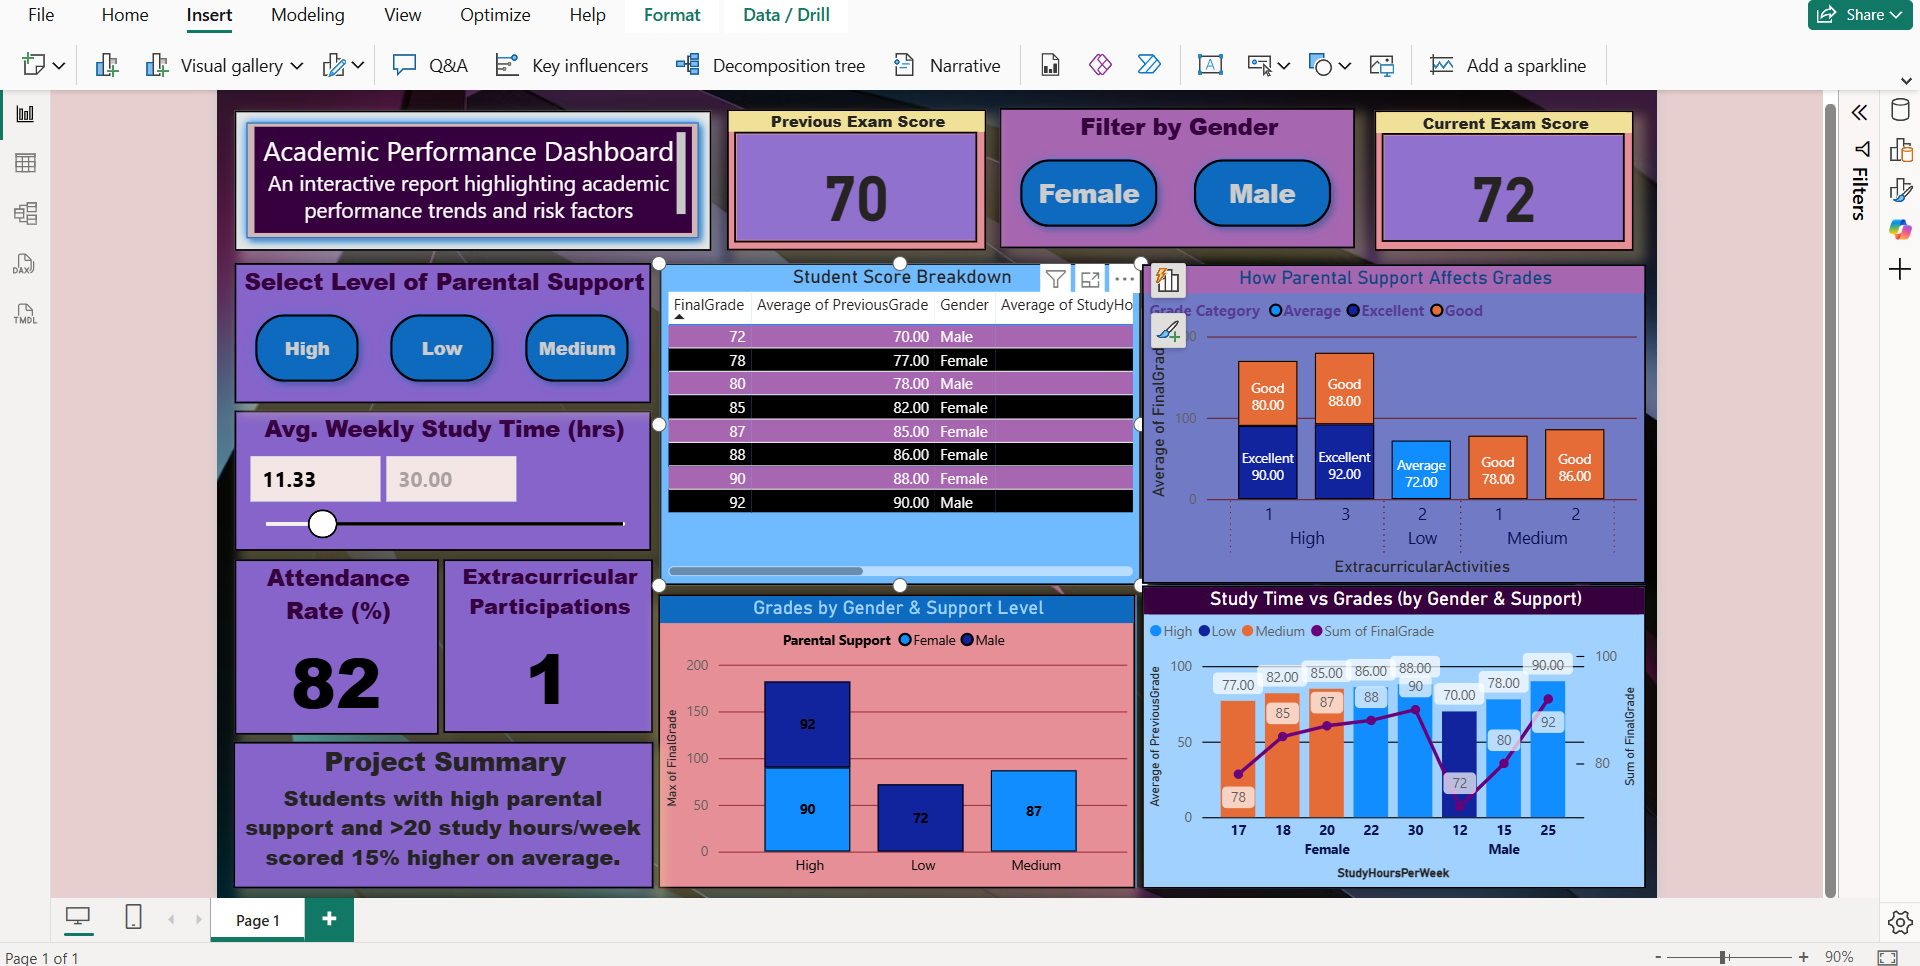 File Home Insert Modeling View Optimize Help Format Data / Drill Share
Visual gallery Q&A Key influencers Decomposition tree Narrative Add a sparkline
Academic Performance Dashboard
An interactive report highlighting academic
performance trends and risk factors
Previous Exam Score
70
Filter by Gender
Female Male
Current Exam Score
72
Filters
DAX
TMDL
Select Level of Parental Support
High Low Medium
Avg. Weekly Study Time (hrs)
11.33 30.00
Attendance
Rate (%)
82
Extracurricular
Participations
1
Project Summary
Students with high parental
support and >20 study hours/week
scored 15% higher on average.
Student Score Breakdown
FinalGrade Average of PreviousGrade Gender Average of StudyHo
72 70.00 Male
78 77.00 Female
80 78.00 Male
85 82.00 Female
87 85.00 Female
88 86.00 Female
90 88.00 Female
92 90.00 Male
How Parental Support Affects Grades
Grade Category Average Excellent Good
Average of FinalGrad
100
0
Good
80.00
Excellent
90.00
Good
88.00
Excellent
92.00
Average
72.00
Good
78.00
Good
86.00
1 3 2 1 2
High Low Medium
ExtracurricularActivities
Grades by Gender & Support Level
Parental Support Female Male
Max of FinalGrade
200
150
100
50
0
92
90
72
87
High Low Medium
Study Time vs Grades (by Gender & Support)
High Low Medium Sum of FinalGrade
Average of PreviousGrade
100
50
0
77.00 82.00 85.00 86.00 88.00 70.00 78.00 90.00
78 85 87 88 90 72 80 92
100
80
Sum of FinalGrade
17 18 20 22 30 12 15 25
Female Male
StudyHoursPerWeek
Page 1
Page 1 of 1
90%